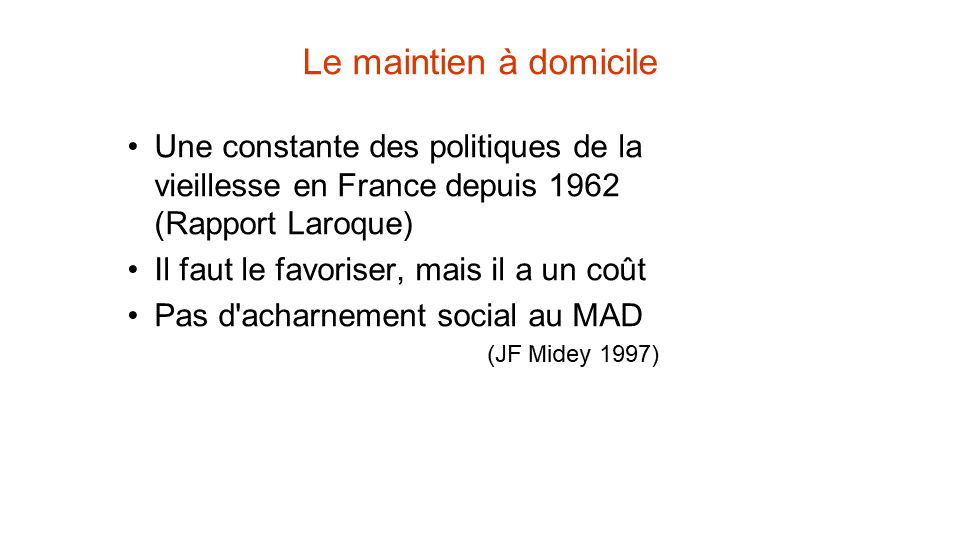 Le maintien à domicile
• Une constante des politiques de la
vieillesse en France depuis 1962
(Rapport Laroque)
• Il faut le favoriser, mais il a un coût
• Pas d'acharnement social au MAD
(JF Midey 1997)